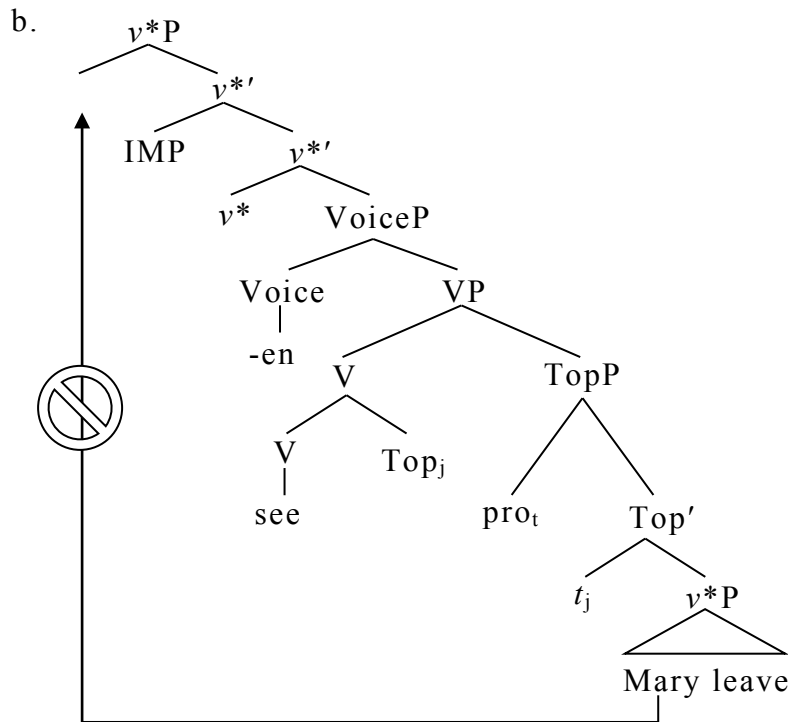 b.
v*P
v*′
IMP v*′
v* VoiceP
Voice VP
-en V TopP
V Topj
see prot Top′
tj v*P
Mary leave